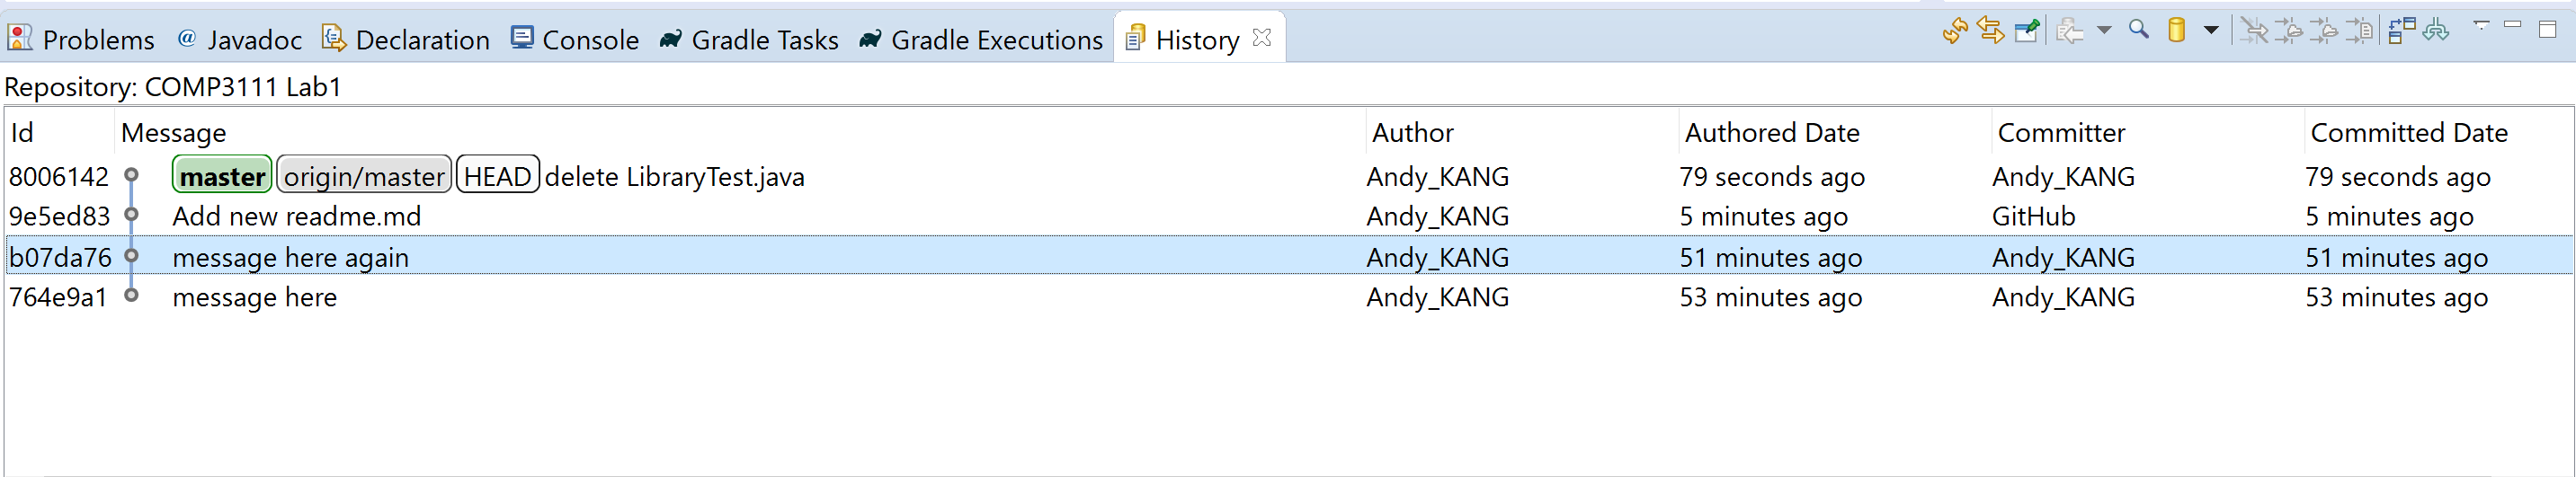 Problems @ Javadoc Declaration Console Gradle Tasks Gradle Executions History
Repository: COMP3111 Lab1
Id Message Author Authored Date Committer Committed Date
8006142 master origin/master HEAD delete LibraryTest.java Andy_KANG 79 seconds ago Andy_KANG 79 seconds ago
9e5ed83 Add new readme.md Andy_KANG 5 minutes ago GitHub 5 minutes ago
b07da76 message here again Andy_KANG 51 minutes ago Andy_KANG 51 minutes ago
764e9a1 message here Andy_KANG 53 minutes ago Andy_KANG 53 minutes ago